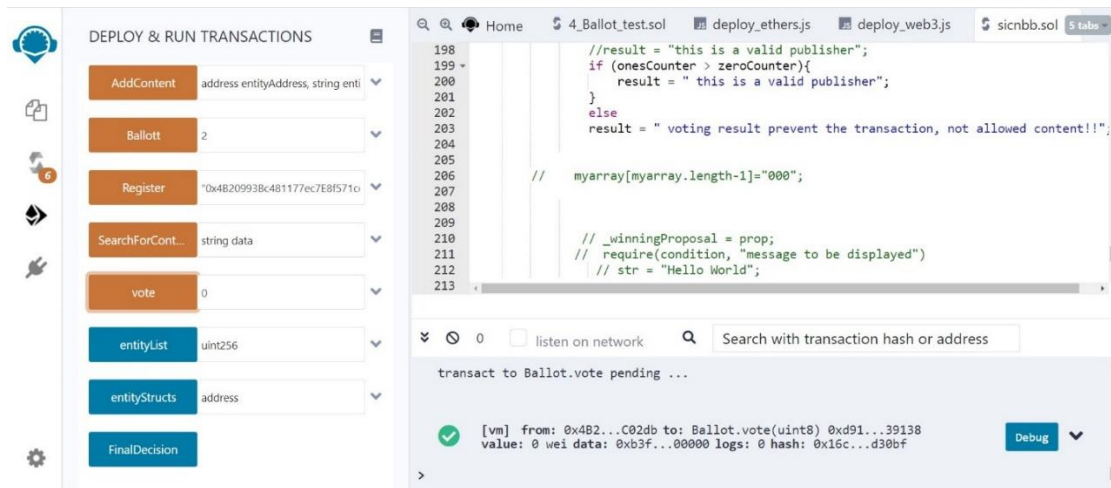 DEPLOY & RUN TRANSACTIONS
AddContent address entityAddress, string enti
Ballott 2
Register "0x4B20993Bc481177ec7E8f571c
SearchForCont... string data
vote 0
entityList uint256
entityStructs address
FinalDecision
6
Home 4_Ballot_test.sol deploy_ethers.js deploy_web3.js sicnbb.sol 5 tabs
198 //result = "this is a valid publisher";
199 if (onesCounter > zeroCounter){
200 result = " this is a valid publisher";
201 }
202 else
203 result = " voting result prevent the transaction, not allowed content!!";
204
205
206 // myarray[myarray.length-1]="000";
207
208
209
210 // _winningProposal = prop;
211 // require(condition, "message to be displayed")
212 // str = "Hello World";
213
0 listen on network Search with transaction hash or address
transact to Ballot.vote pending ...
[vm] from: 0x4B2...C02db to: Ballot.vote(uint8) 0xd91...39138
value: 0 wei data: 0xb3f...00000 logs: 0 hash: 0x16c...d30bf
Debug
>